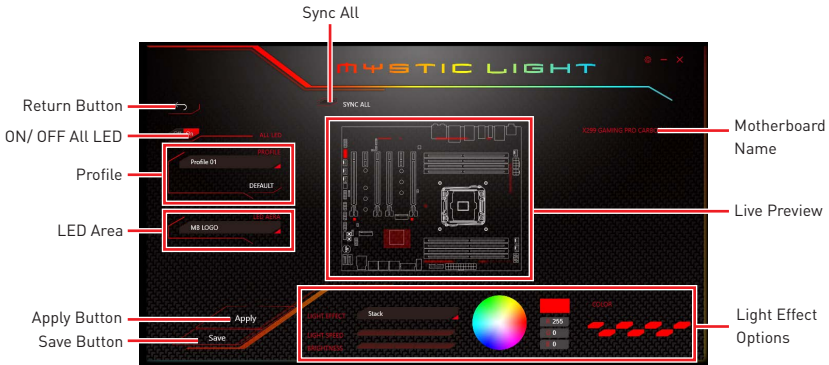 Sync All
MYSTIC LIGHT
Return Button
SYNC ALL
ON/ OFF All LED
ALL LED
X299 GAMING PRO CARBON
Motherboard
Name
Profile
PROFILE
Profile 01
DEFAULT
LED Area
LED AERA
MB LOGO
Live Preview
Apply Button
Apply
Save Button
Save
LIGHT EFFECT
Stack
LIGHT SPEED
BRIGHTNESS
255
0
0
COLOR
Light Effect
Options